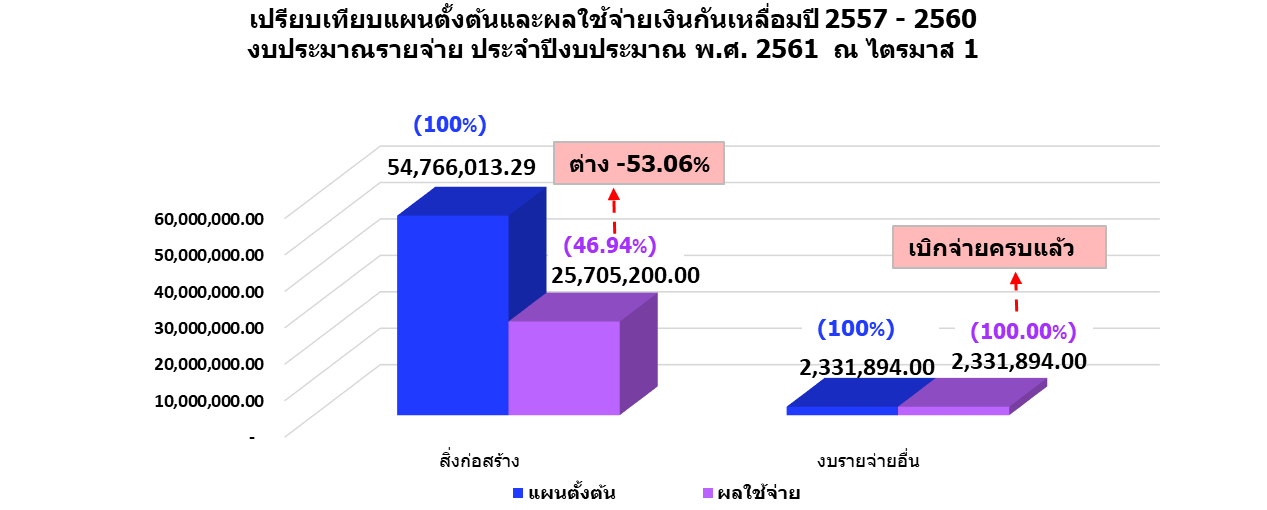 เปรียบเทียบแผนตั้งต้นและผลใช้จ่ายเงินกันเหลื่อมปี 2557 - 2560
งบประมาณรายจ่าย ประจำปีงบประมาณ พ.ศ. 2561 ณ ไตรมาส 1
(100%)
54,766,013.29
ต่าง -53.06%
(46.94%)
25,705,200.00
เบิกจ่ายครบแล้ว
(100%)
2,331,894.00
(100.00%)
2,331,894.00
60,000,000.00
50,000,000.00
40,000,000.00
30,000,000.00
20,000,000.00
10,000,000.00
-
สิ่งก่อสร้าง
งบรายจ่ายอื่น
แผนตั้งต้น
ผลใช้จ่าย